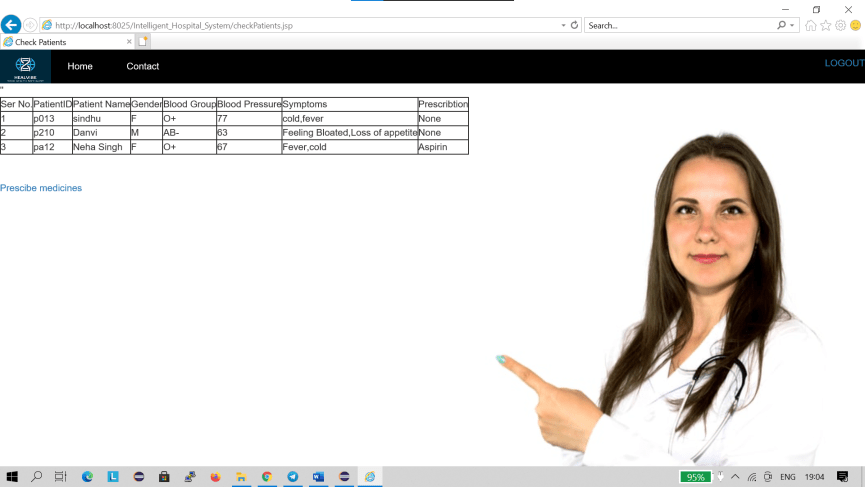 http://localhost:8025/Intelligent_Hospital_System/checkPatients.jsp
Search...
Check Patients
HEALVIBE
Home Contact LOGOUT
"
Ser No. PatientID Patient Name Gender Blood Group Blood Pressure Symptoms Prescribtion
1 p013 sindhu F O+ 77 cold,fever None
2 p210 Danvi M AB- 63 Feeling Bloated,Loss of appetite None
3 pa12 Neha Singh F O+ 67 Fever,cold Aspirin
Prescibe medicines
95% ENG 19:04